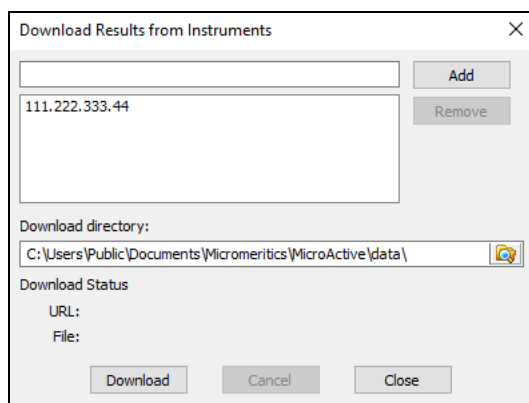 Download Results from Instruments
Add
111.222.333.44
Remove
Download directory:
C:\Users\Public\Documents\Micromeritics\MicroActive\data\
Download Status
URL:
File:
Download Cancel Close